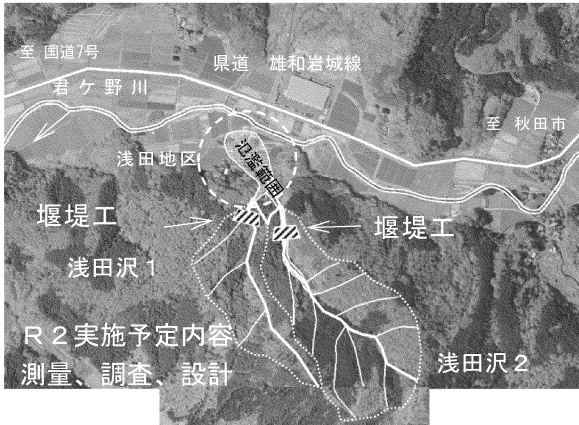 至 国道7号
県道 雄和岩城線
君ケ野川
至 秋田市
浅田地区
氾濫範囲
堰堤工
堰堤工
浅田沢1
R2実施予定内容
測量、調査、設計
浅田沢2